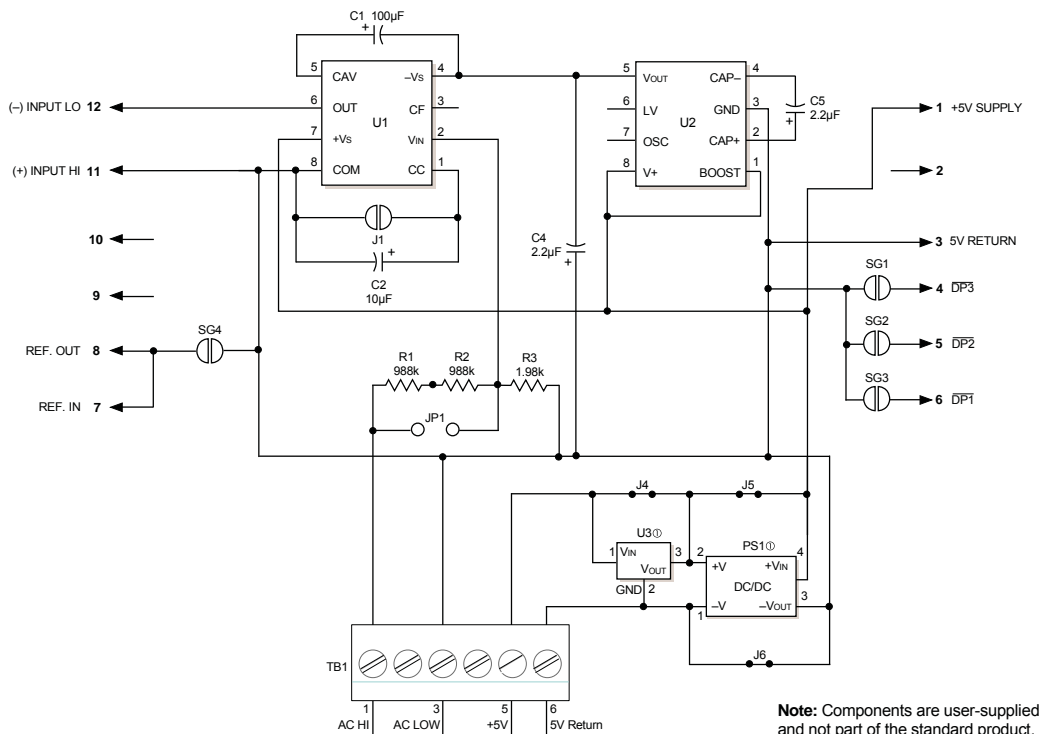 C1 100µF
+
5 CAV –VS 4
6 OUT CF 3
U1
7 +VS VIN 2
8 COM CC 1
J1
+
C2
10µF
(–) INPUT LO 12
(+) INPUT HI 11
10
9
SG4
REF. OUT 8
REF. IN 7
5 VOUT CAP– 4
6 LV GND 3
U2
7 OSC CAP+ 2
8 V+ BOOST 1
C5
2.2µF
+
C4
2.2µF
+
1 +5V SUPPLY
2
3 5V RETURN
SG1
4 DP3
SG2
5 DP2
SG3
6 DP1
R1 R2 R3
988k 988k 1.98k
JP1
J4 J5
U3①
1 VIN 3
VOUT
GND 2
PS1①
2 +V +VIN 4
DC/DC
1 –V –VOUT 3
J6
TB1
1 3 5 6
AC HI AC LOW +5V 5V Return
Note: Components are user-supplied
and not part of the standard product.